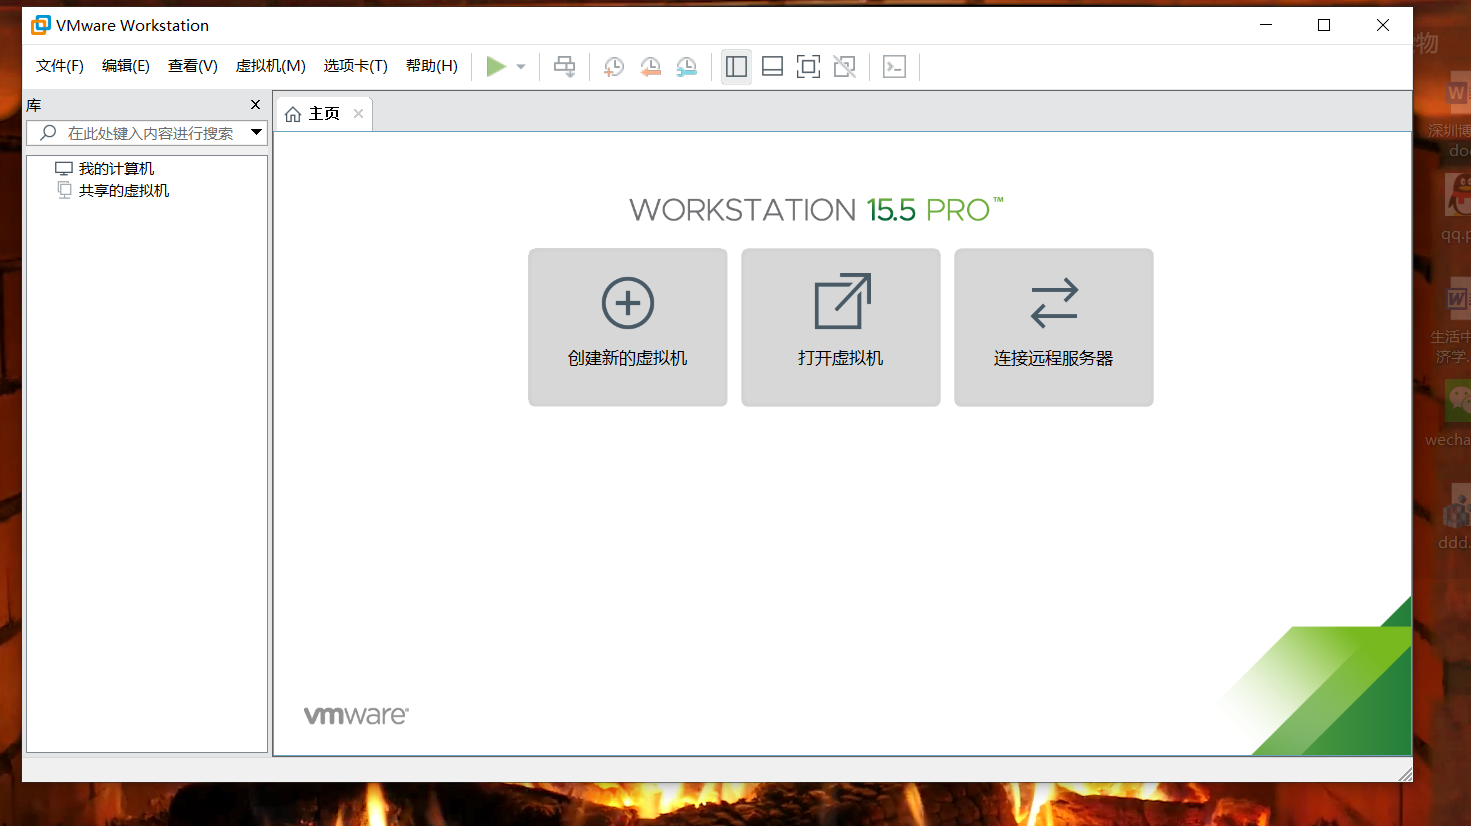 VMware Workstation
文件(F) 编辑(E) 查看(V) 虚拟机(M) 选项卡(T) 帮助(H)
库
在此处键入内容进行搜索
我的计算机
共享的虚拟机
主页
WORKSTATION 15.5 PRO™
创建新的虚拟机
打开虚拟机
连接远程服务器
vmware®
物
深圳博
doc
qq.p
生活中
济学.
wecha
ddd.